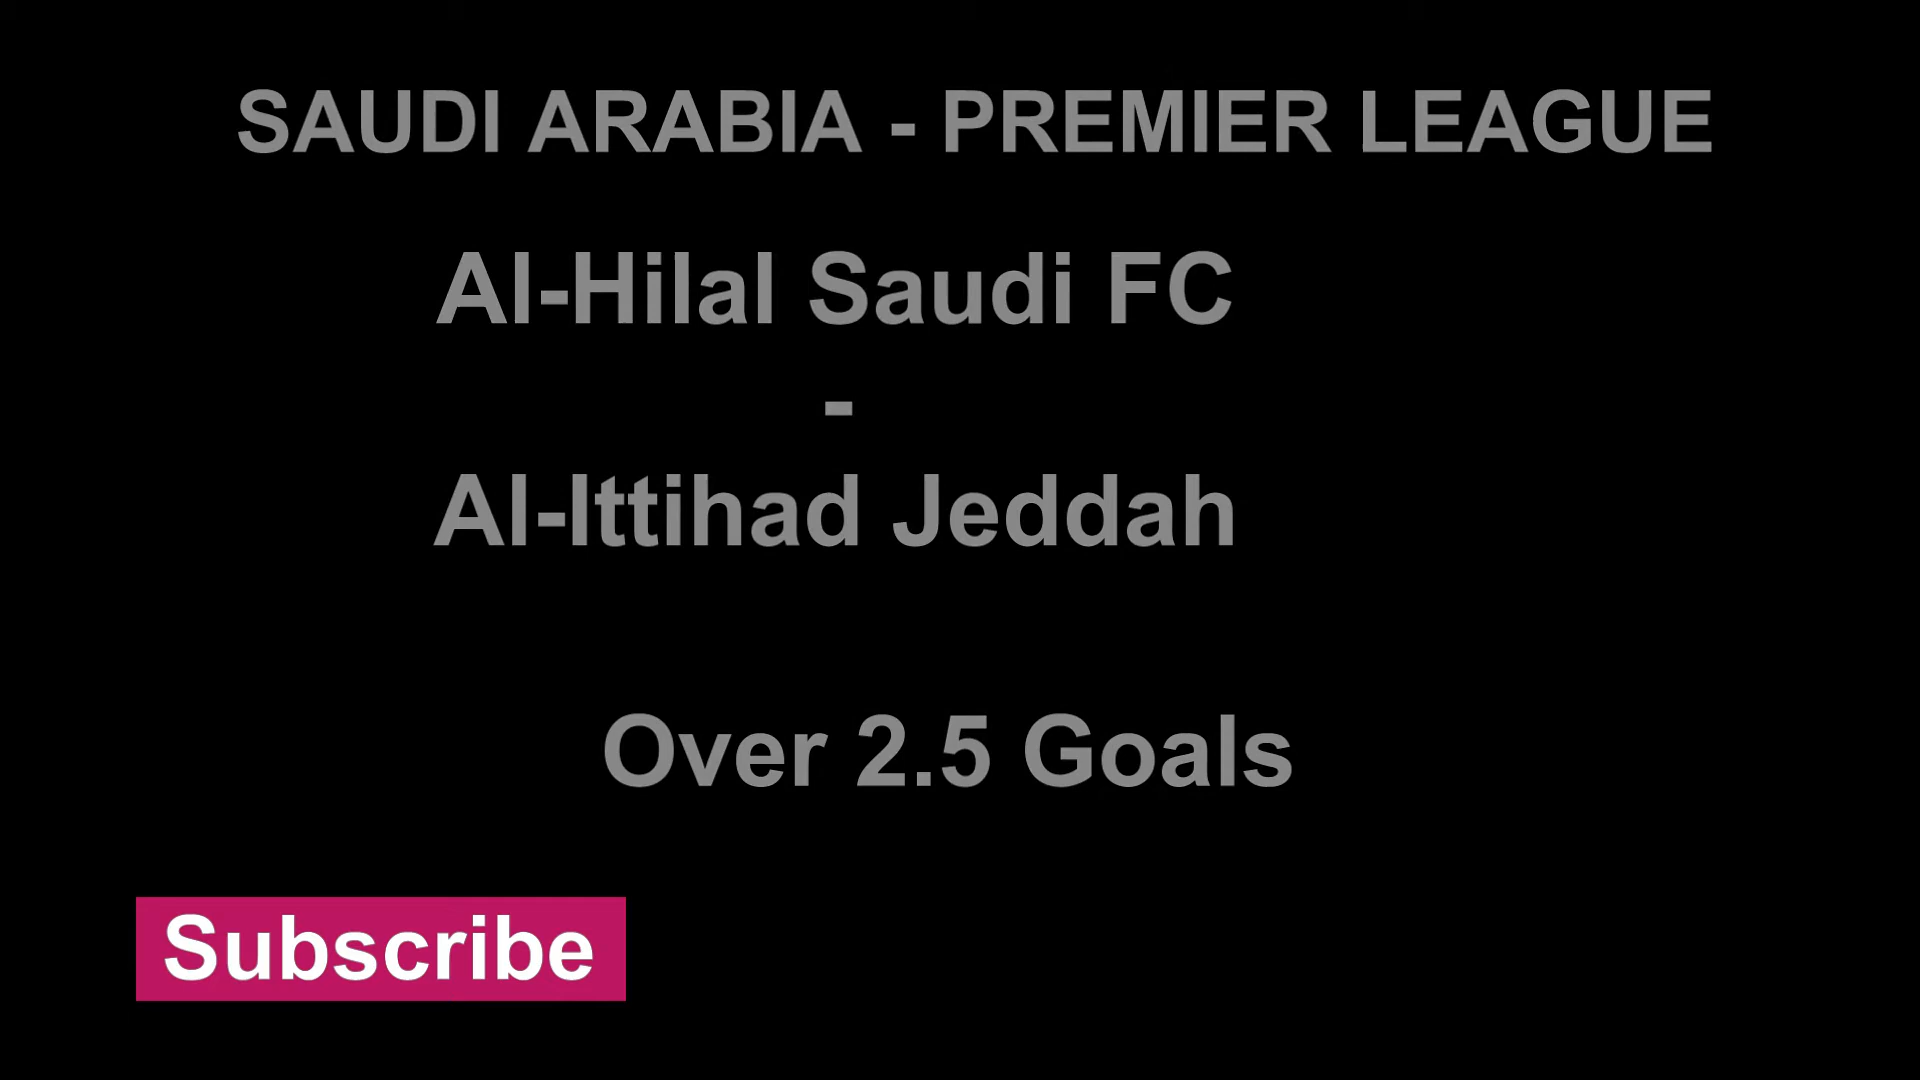 SAUDI ARABIA - PREMIER LEAGUE
Al-Hilal Saudi FC
-
Al-Ittihad Jeddah
Over 2.5 Goals
Subscribe